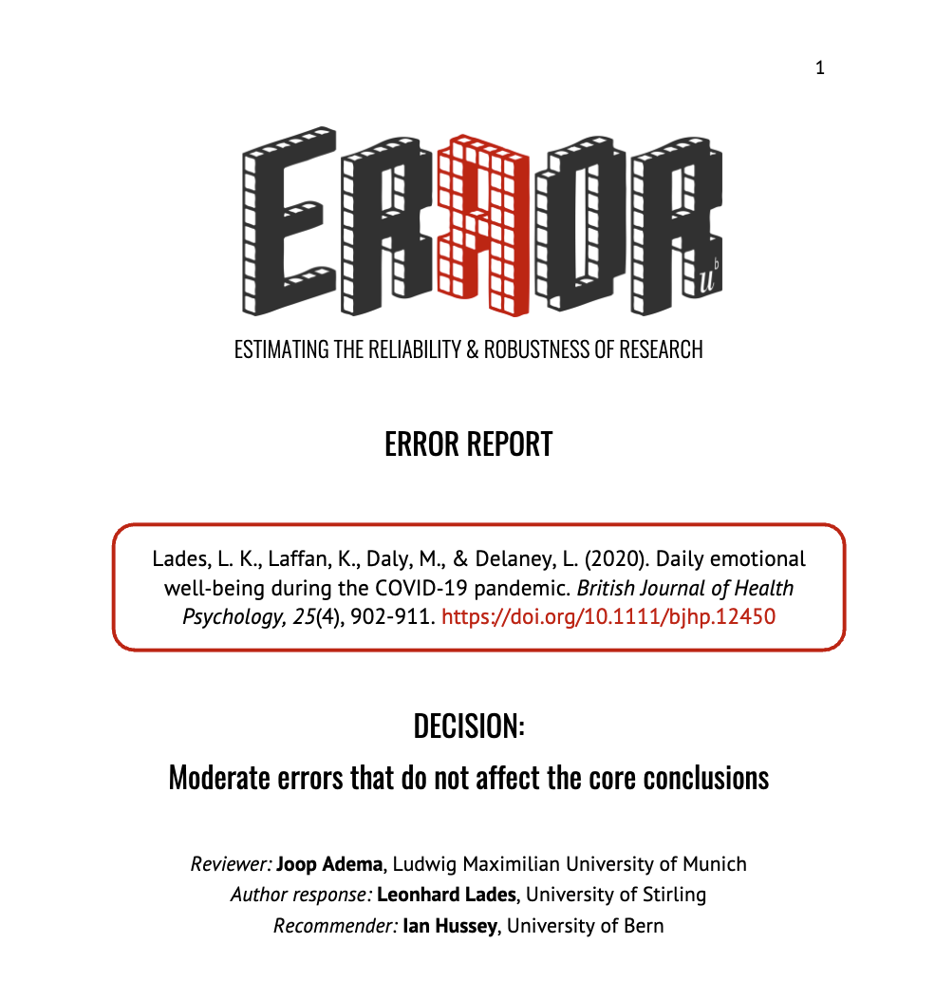 1
ERROR
u
b
ESTIMATING THE RELIABILITY & ROBUSTNESS OF RESEARCH
ERROR REPORT
Lades, L. K., Laffan, K., Daly, M., & Delaney, L. (2020). Daily emotional
well-being during the COVID-19 pandemic. British Journal of Health
Psychology, 25(4), 902-911. https://doi.org/10.1111/bjhp.12450
DECISION:
Moderate errors that do not affect the core conclusions
Reviewer: Joop Adema, Ludwig Maximilian University of Munich
Author response: Leonhard Lades, University of Stirling
Recommender: Ian Hussey, University of Bern